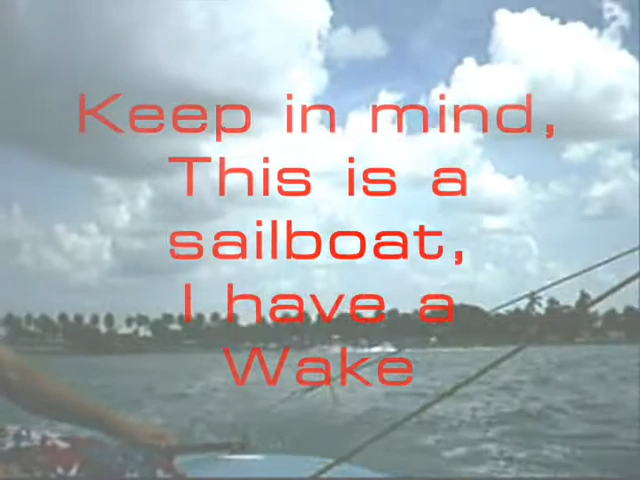 Keep in mind,
This is a
sailboat,
I have a
Wake